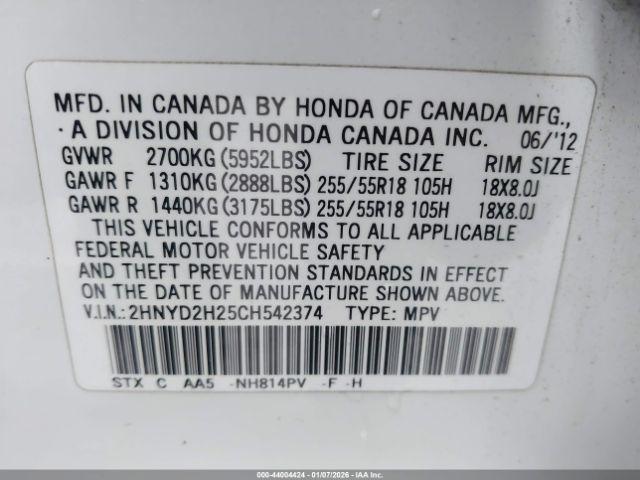 MFD. IN CANADA BY HONDA OF CANADA MFG.,
A DIVISION OF HONDA CANADA INC. 06/'12
GVWR 2700KG (5952LBS) TIRE SIZE RIM SIZE
GAWR F 1310KG (2888LBS) 255/55R18 105H 18X8.0J
GAWR R 1440KG (3175LBS) 255/55R18 105H 18X8.0J
THIS VEHICLE CONFORMS TO ALL APPLICABLE
FEDERAL MOTOR VEHICLE SAFETY
AND THEFT PREVENTION STANDARDS IN EFFECT
ON THE DATE OF MANUFACTURE SHOWN ABOVE.
V.I.N.: 2HNYD2H25CH542374 TYPE: MPV
STX C AA5 -NH814PV -F -H
000-44004424 - 01/07/2026 - IAA Inc.